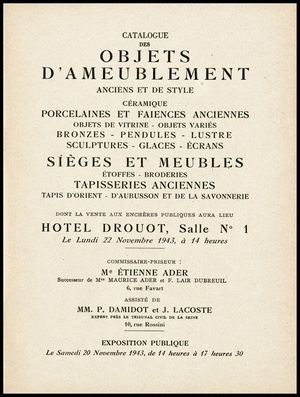 CATALOGUE
DES
OBJETS
D'AMEUBLEMENT
ANCIENS ET DE STYLE
CÉRAMIQUE
PORCELAINES ET FAIENCES ANCIENNES
OBJETS DE VITRINE - OBJETS VARIÉS
BRONZES - PENDULES - LUSTRE
SCULPTURES - GLACES - ÉCRANS
SIÈGES ET MEUBLES
ÉTOFFES - BRODERIES
TAPISSERIES ANCIENNES
TAPIS D'ORIENT - D'AUBUSSON ET DE LA SAVONNERIE
DONT LA VENTE AUX ENCHÈRES PUBLIQUES AURA LIEU
HOTEL DROUOT, Salle N° 1
Le Lundi 22 Novembre 1943, à 14 heures
COMMISSAIRE-PRISEUR :
Me ÉTIENNE ADER
Successeur de Mes MAURICE ADER et F. LAIR DUBREUIL
6, rue Favart
ASSISTÉ DE
MM. P. DAMIDOT et J. LACOSTE
EXPERT PRÈS LE TRIBUNAL CIVIL DE LA SEINE
10, rue Rossini
EXPOSITION PUBLIQUE
Le Samedi 20 Novembre 1943, de 14 heures à 17 heures 30